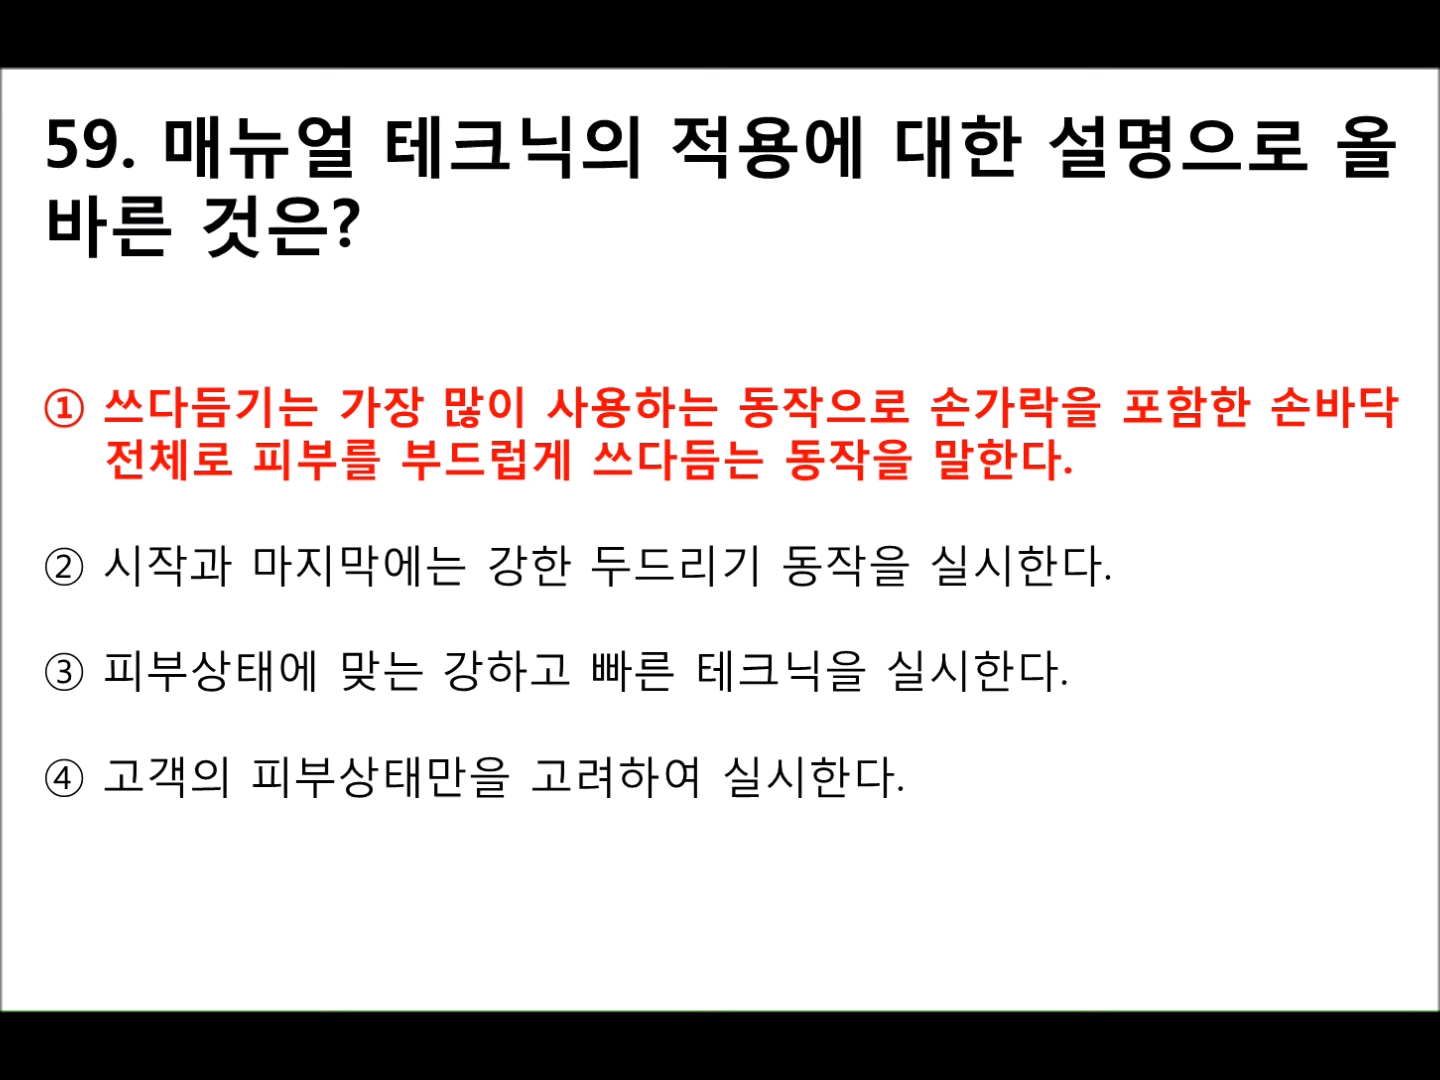 59. 매뉴얼 테크닉의 적용에 대한 설명으로 올
바른 것은?
① 쓰다듬기는 가장 많이 사용하는 동작으로 손가락을 포함한 손바닥
전체로 피부를 부드럽게 쓰다듬는 동작을 말한다.
② 시작과 마지막에는 강한 두드리기 동작을 실시한다.
③ 피부상태에 맞는 강하고 빠른 테크닉을 실시한다.
④ 고객의 피부상태만을 고려하여 실시한다.